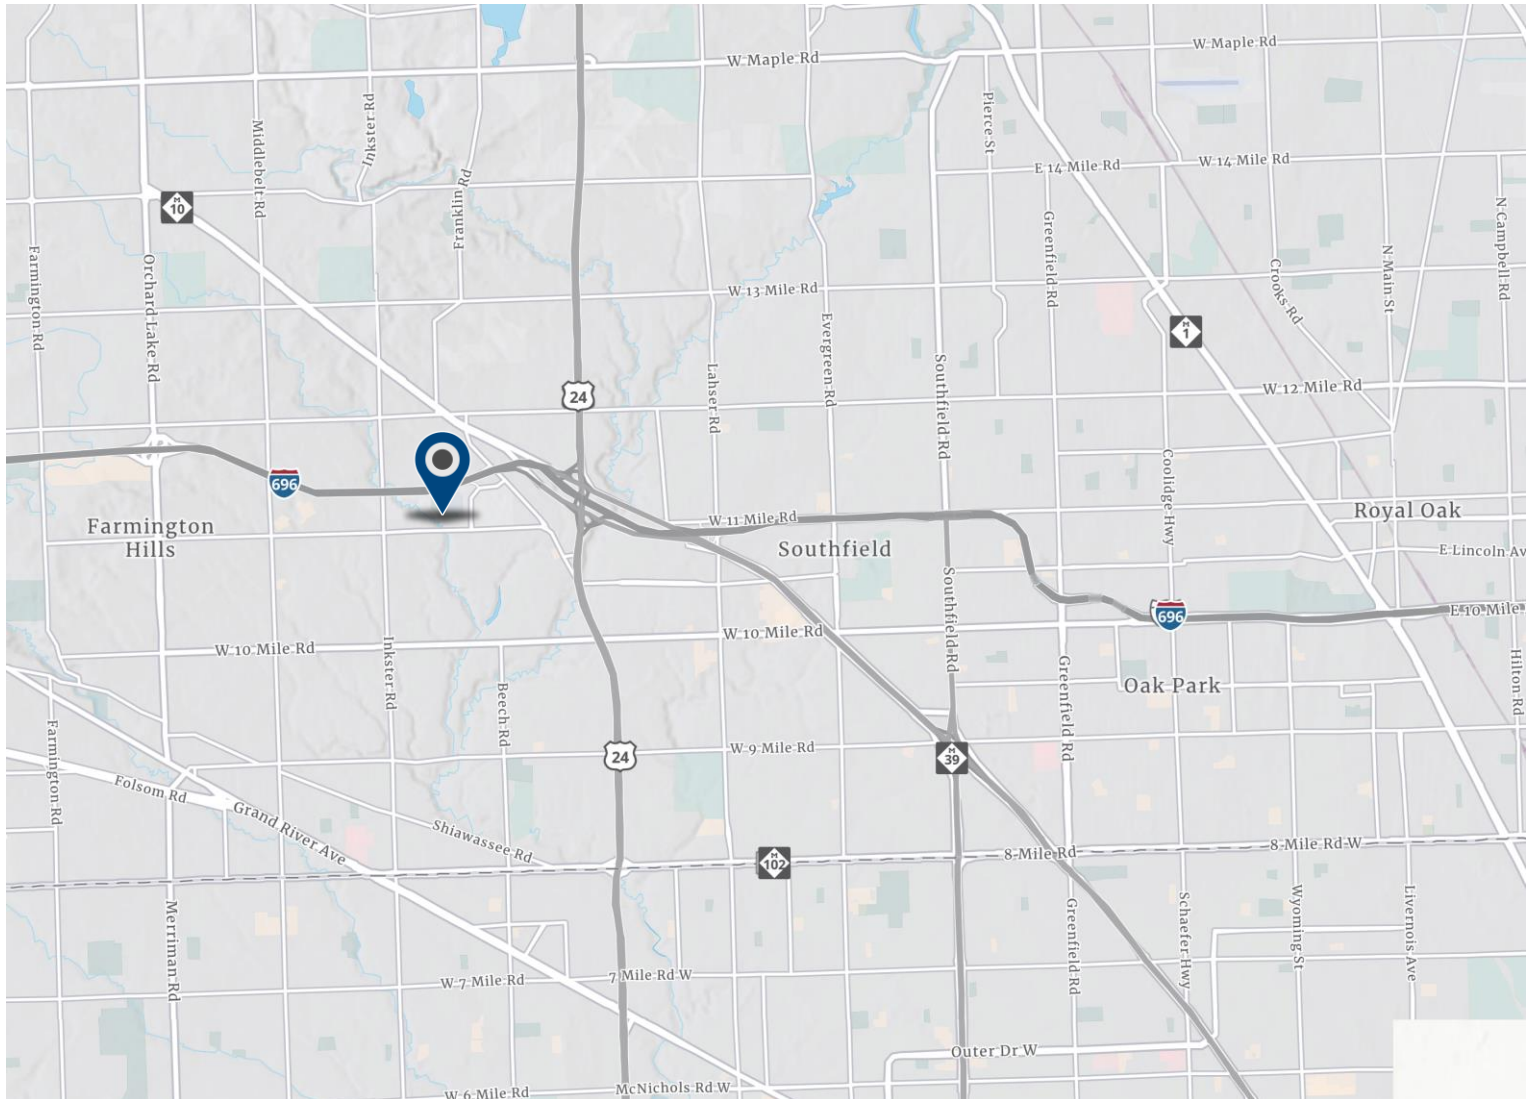 W Maple Rd
W Maple Rd
Inkster Rd
Middlebelt Rd
Pierce St
E 14 Mile Rd
W 14 Mile Rd
M
10
Franklin Rd
Greenfield Rd
N Campbell Rd
Farmington Rd
Orchard Lake Rd
W 13 Mile Rd
Crooks Rd
N Main St
M
1
Evergreen Rd
Lahser Rd
Southfield Rd
24
W 12 Mile Rd
696
Coolidge Hwy
Farmington
Hills
W 11 Mile Rd
Royal Oak
Southfield
E Lincoln Av
Southfield Rd
696
E 10 Mile
W 10 Mile Rd
W 10 Mile Rd
Inkster Rd
Beech Rd
Greenfield Rd
Oak Park
Hilton Rd
Farmington Rd
24
W 9 Mile Rd
M
39
Folsom Rd
Grand River Ave
Shiawassee Rd
M
102
8 Mile Rd
8 Mile Rd W
Merriman Rd
Greenfield Rd
Schaefer Hwy
Wyoming St
Livernois Ave
W 7 Mile Rd
7 Mile Rd W
Outer Dr W
W 6 Mile Rd
McNichols Rd W